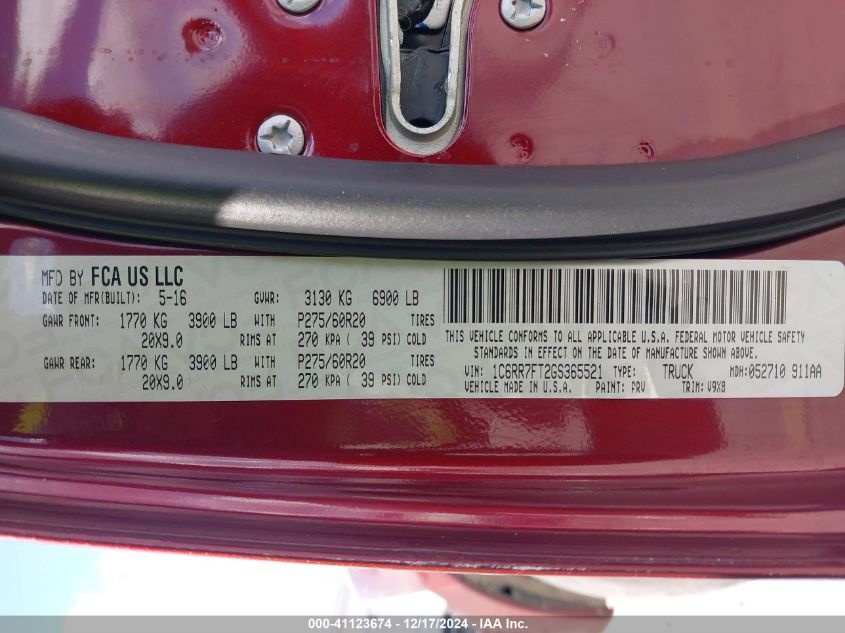 MFD BY FCA US LLC
DATE OF MFR(BUILT): 5-16 GVWR: 3130 KG 6900 LB
GAWR FRONT: 1770 KG 3900 LB WITH P275/60R20 TIRES
20X9.0 RIMS AT 270 KPA ( 39 PSI) COLD
GAWR REAR: 1770 KG 3900 LB WITH P275/60R20 TIRES
20X9.0 RIMS AT 270 KPA ( 39 PSI) COLD
THIS VEHICLE CONFORMS TO ALL APPLICABLE U.S.A. FEDERAL MOTOR VEHICLE SAFETY
STANDARDS IN EFFECT ON THE DATE OF MANUFACTURE SHOWN ABOVE.
VIN: 1C6RR7FT2GS365521 TYPE: TRUCK MDH:052710 911AA
VEHICLE MADE IN U.S.A. PAINT: PRV TRIM: V9X8
000-41123674 / 12/17/2024 - IAA Inc.